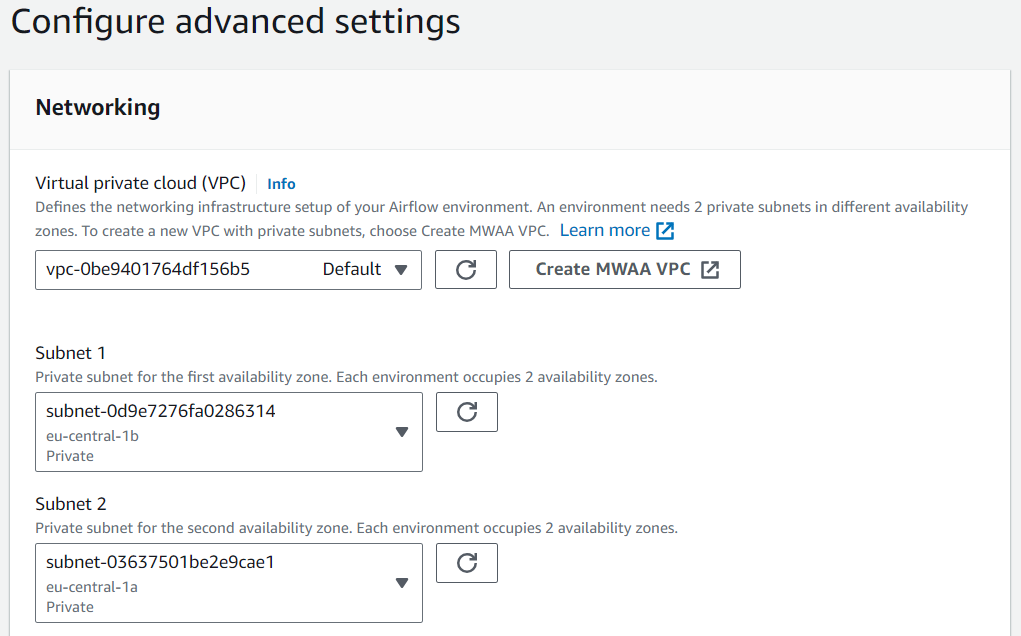 Configure advanced settings
Networking
Virtual private cloud (VPC) Info
Defines the networking infrastructure setup of your Airflow environment. An environment needs 2 private subnets in different availability
zones. To create a new VPC with private subnets, choose Create MWAA VPC. Learn more
vpc-0be9401764df156b5 Default Create MWAA VPC
Subnet 1
Private subnet for the first availability zone. Each environment occupies 2 availability zones.
subnet-0d9e7276fa0286314
eu-central-1b
Private
Subnet 2
Private subnet for the second availability zone. Each environment occupies 2 availability zones.
subnet-03637501be2e9cae1
eu-central-1a
Private